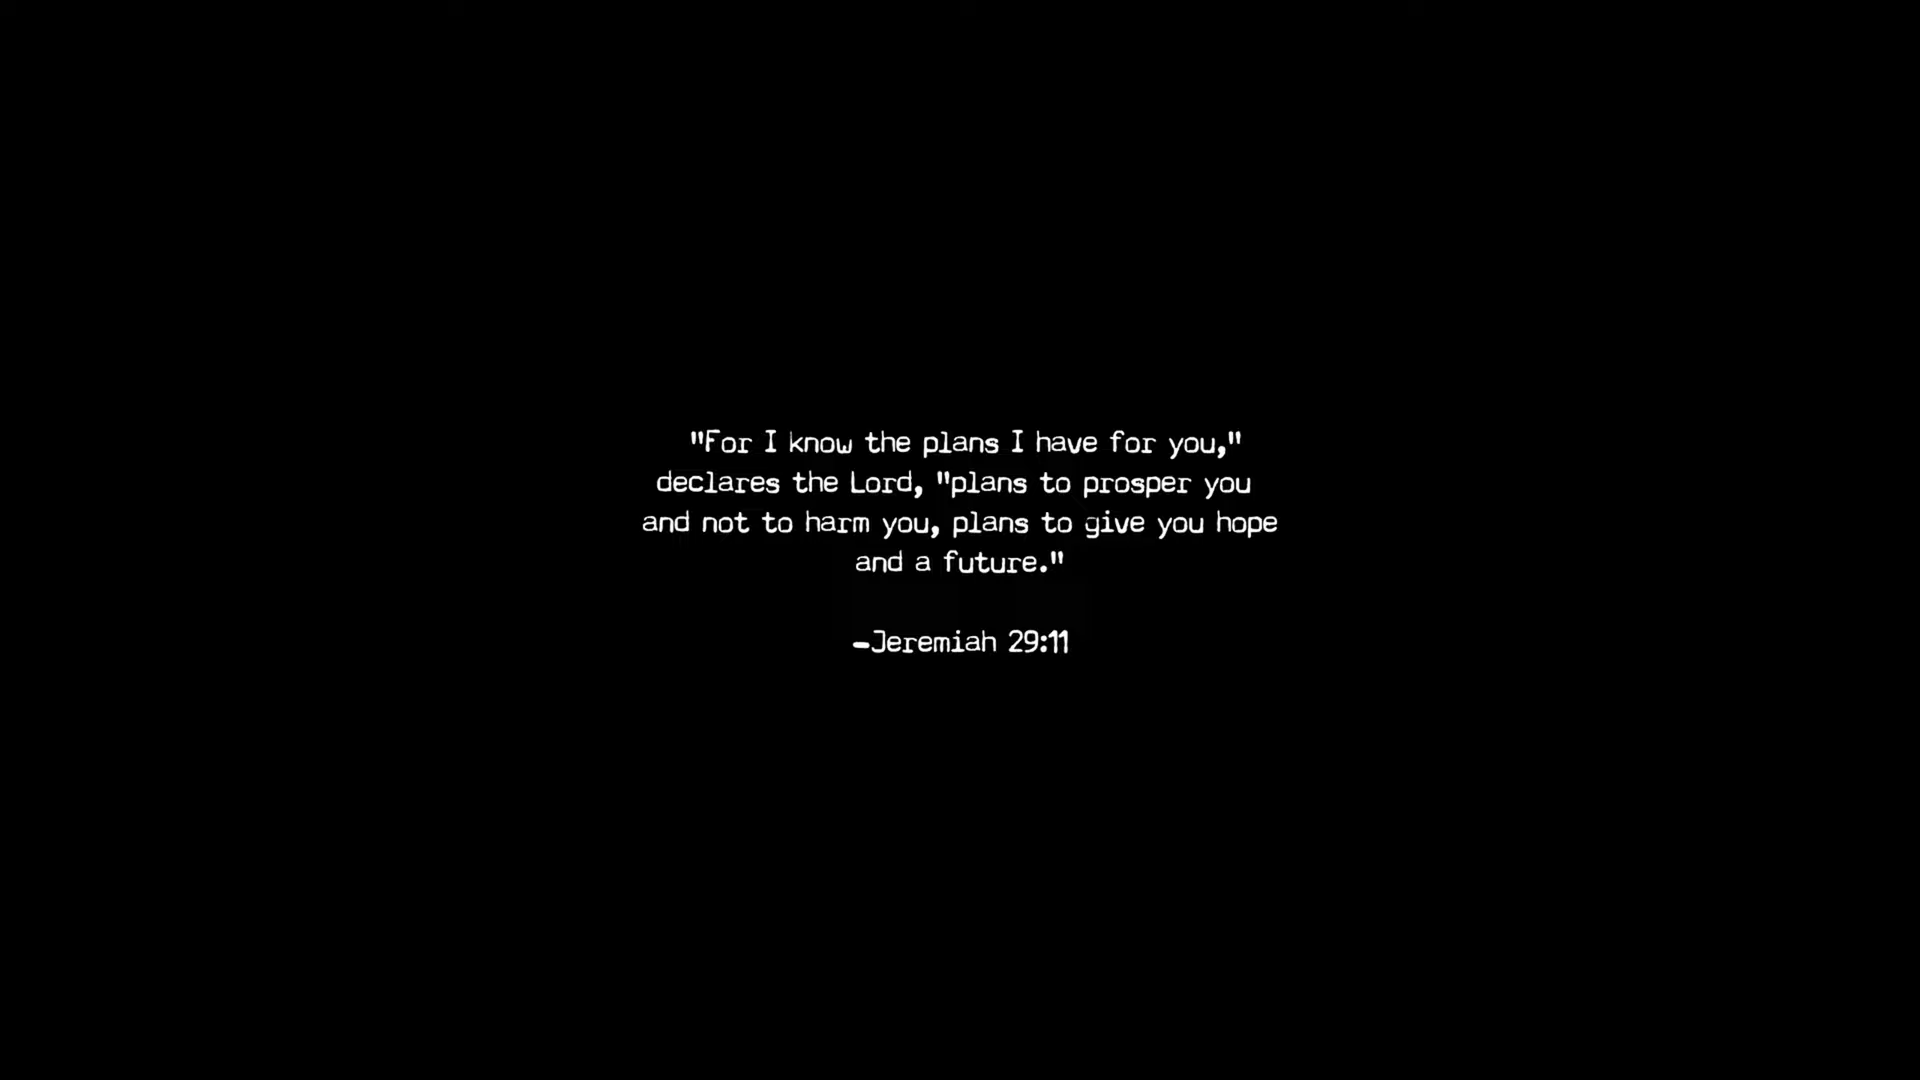 "For I know the plans I have for you,"
declares the Lord, "plans to prosper you
and not to harm you, plans to give you hope
and a future."
-Jeremiah 29:11